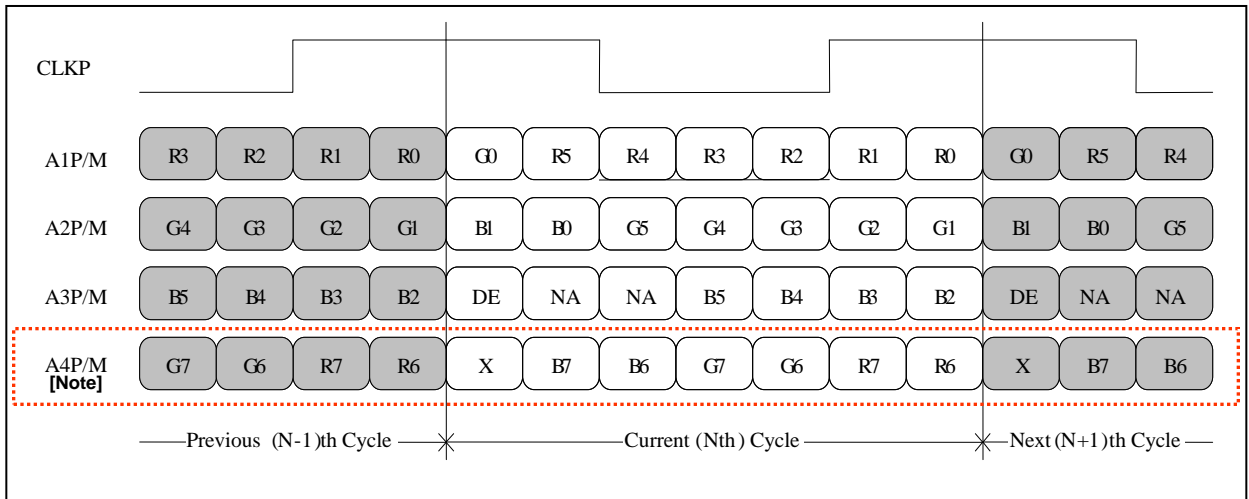 CLKP
A1P/M R3 R2 R1 R0 G0 R5 R4 R3 R2 R1 R0 G0 R5 R4
A2P/M G4 G3 G2 G1 B1 B0 G5 G4 G3 G2 G1 B1 B0 G5
A3P/M B5 B4 B3 B2 DE NA NA B5 B4 B3 B2 DE NA NA
A4P/M G7 G6 R7 R6 X B7 B6 G7 G6 R7 R6 X B7 B6
[Note]
Previous (N-1)th Cycle Current (Nth) Cycle Next (N+1)th Cycle